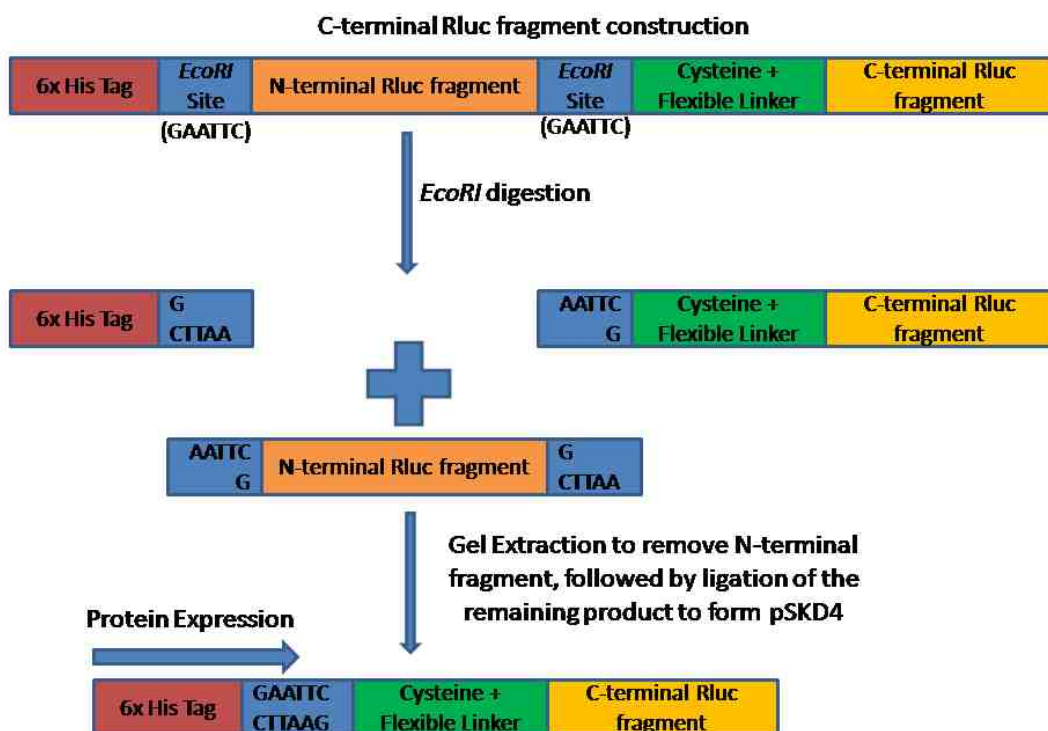 C-terminal Rluc fragment construction
6x His Tag
EcoRI
Site
(GAATTC)
N-terminal Rluc fragment
EcoRI
Site
(GAATTC)
Cysteine +
Flexible Linker
C-terminal Rluc
fragment
EcoRI digestion
6x His Tag
G
CTTAA
AATTC
G
Cysteine +
Flexible Linker
C-terminal Rluc
fragment
AATTC
G
N-terminal Rluc fragment
G
CTTAA
Gel Extraction to remove N-terminal
fragment, followed by ligation of the
remaining product to form pSKD4
Protein Expression
6x His Tag
GAATTC
CTTAAG
Cysteine +
Flexible Linker
C-terminal Rluc
fragment